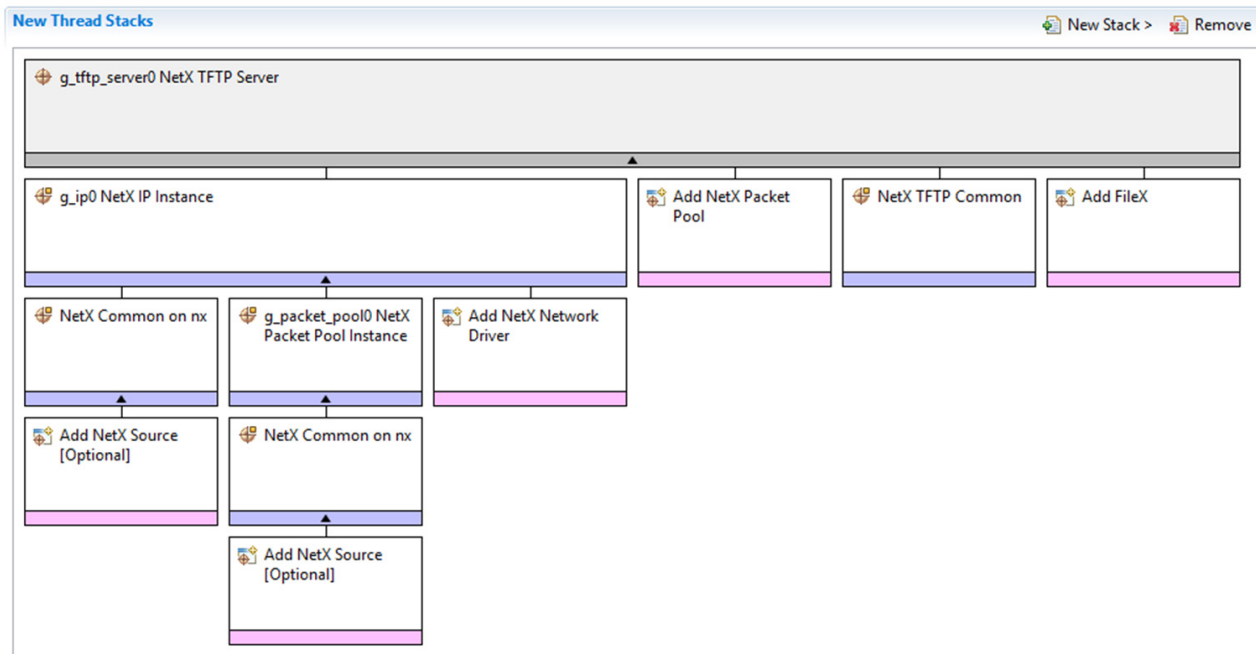 New Thread Stacks
New Stack > Remove
g_tftp_server0 NetX TFTP Server
g_ip0 NetX IP Instance
Add NetX Packet
Pool
NetX TFTP Common
Add FileX
NetX Common on nx
g_packet_pool0 NetX
Packet Pool Instance
Add NetX Network
Driver
Add NetX Source
[Optional]
NetX Common on nx
Add NetX Source
[Optional]